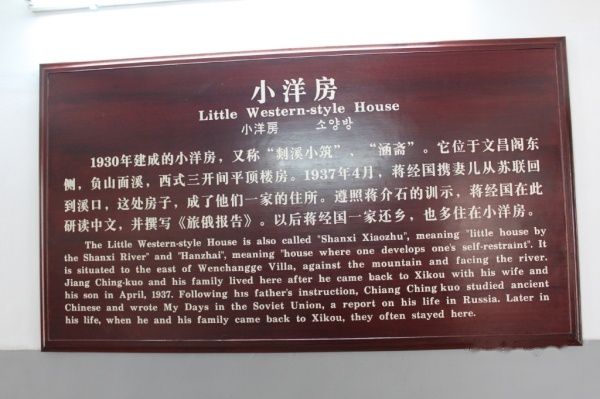 小洋房
Little Western-style House
小洋房 소양방
1930年建成的小洋房，又称“剡溪小筑”、“涵斋”。它位于文昌阁东
侧，负山面溪，西式三开间平顶楼房。1937年4月，蒋经国携妻儿从苏联回
到溪口，这处房子，成了他们一家的住所。遵照蒋介石的训示，蒋经国在此
研读中文，并撰写《旅俄报告》。以后蒋经国一家还乡，也多住在小洋房。
The Little Western-style House is also called "Shanxi Xiaozhu", meaning "little house by
the Shanxi River" and "Hanzhai", meaning "house where one develops one's self-restraint". It
is situated to the east of Wenchangge Villa, against the mountain and facing the river.
Jiang Ching-kuo and his family lived here after he came back to Xikou with his wife and
his son in April, 1937. Following his father's instruction, Chiang Ching kuo studied ancient
Chinese and wrote My Days in the Soviet Union, a report on his life in Russia. Later in
his life, when he and his family came back to Xikou, they often stayed here.